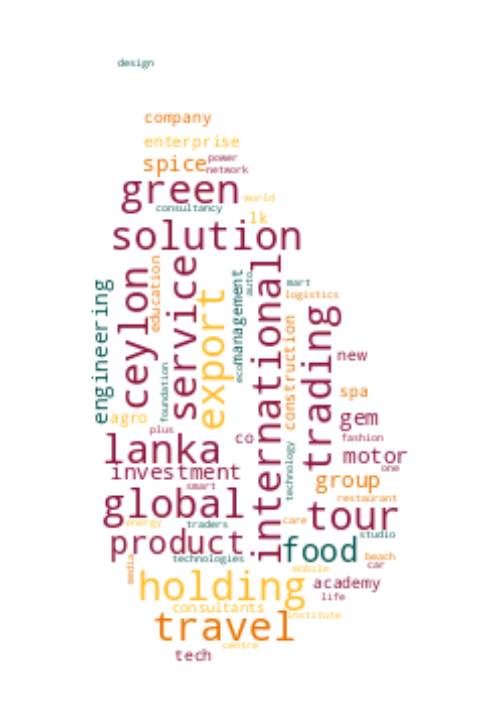 design
company
enterprise
spice
power
network
green
world
consultancy
lk
solution
education
ceylon
service
international
auto
management
eco
mart
logistics
engineering
export
construction
trading
new
foundation
spa
agro
gem
plus
co
fashion
lanka
technology
motor
investment
one
group
smart
restaurant
global
tour
energy
traders
care
studio
product
food
technologies
beach
car
media
mobile
holding
academy
life
consultants
institute
travel
centre
tech